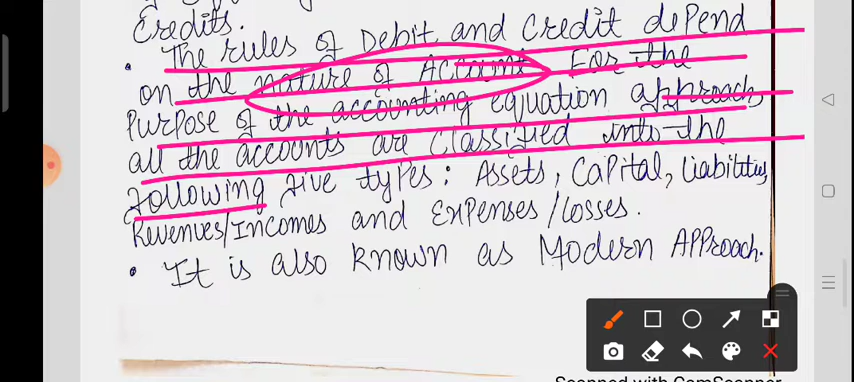 Credits.
• The rules of Debit and Credit depend
on the nature of Account. For the
Purpose of the accounting equation approach,
all the accounts are classified into the
following five types: Assets, Capital, Liabilities,
Revenues/Incomes and Expenses/Losses.
• It is also known as Modern Approach.
Scanned with CamScanner